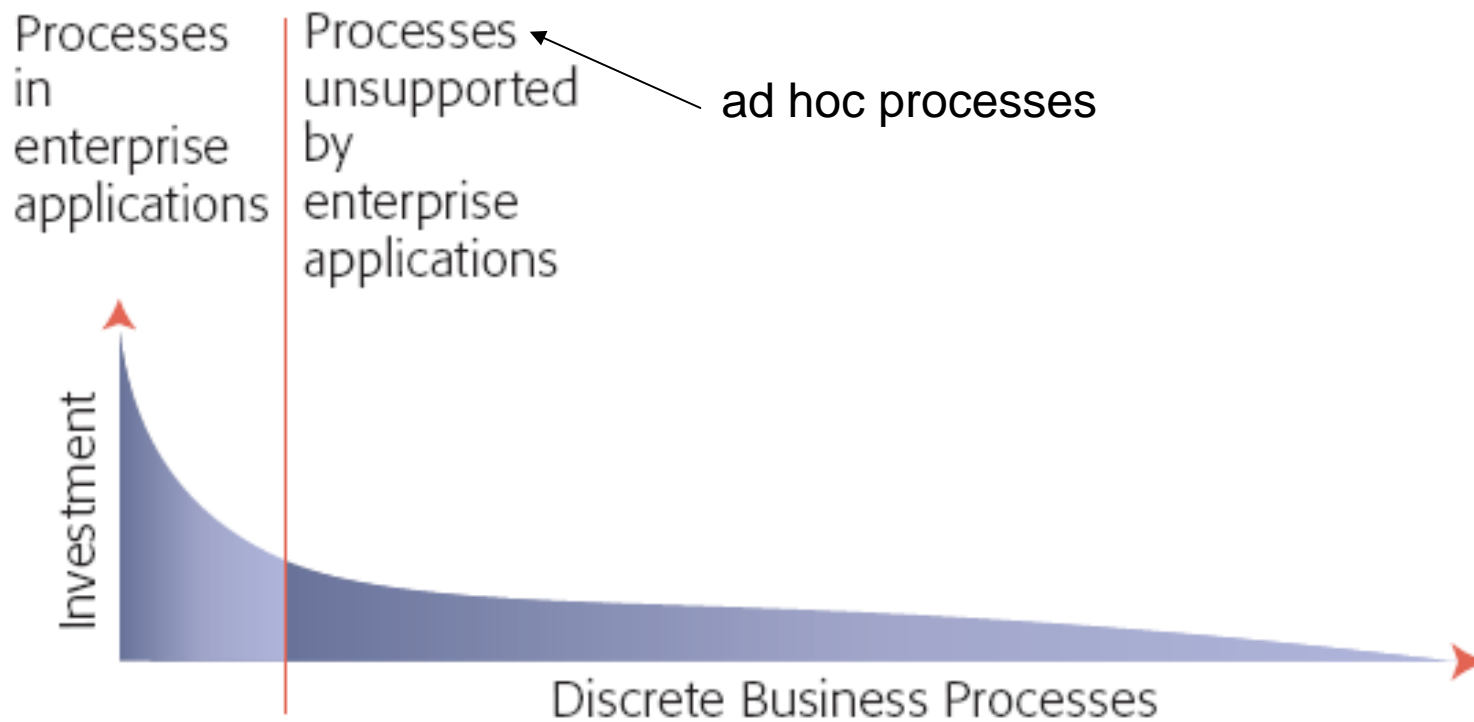 Processes
in
enterprise
applications
Processes
unsupported
by
enterprise
applications
ad hoc processes
Investment
Discrete Business Processes